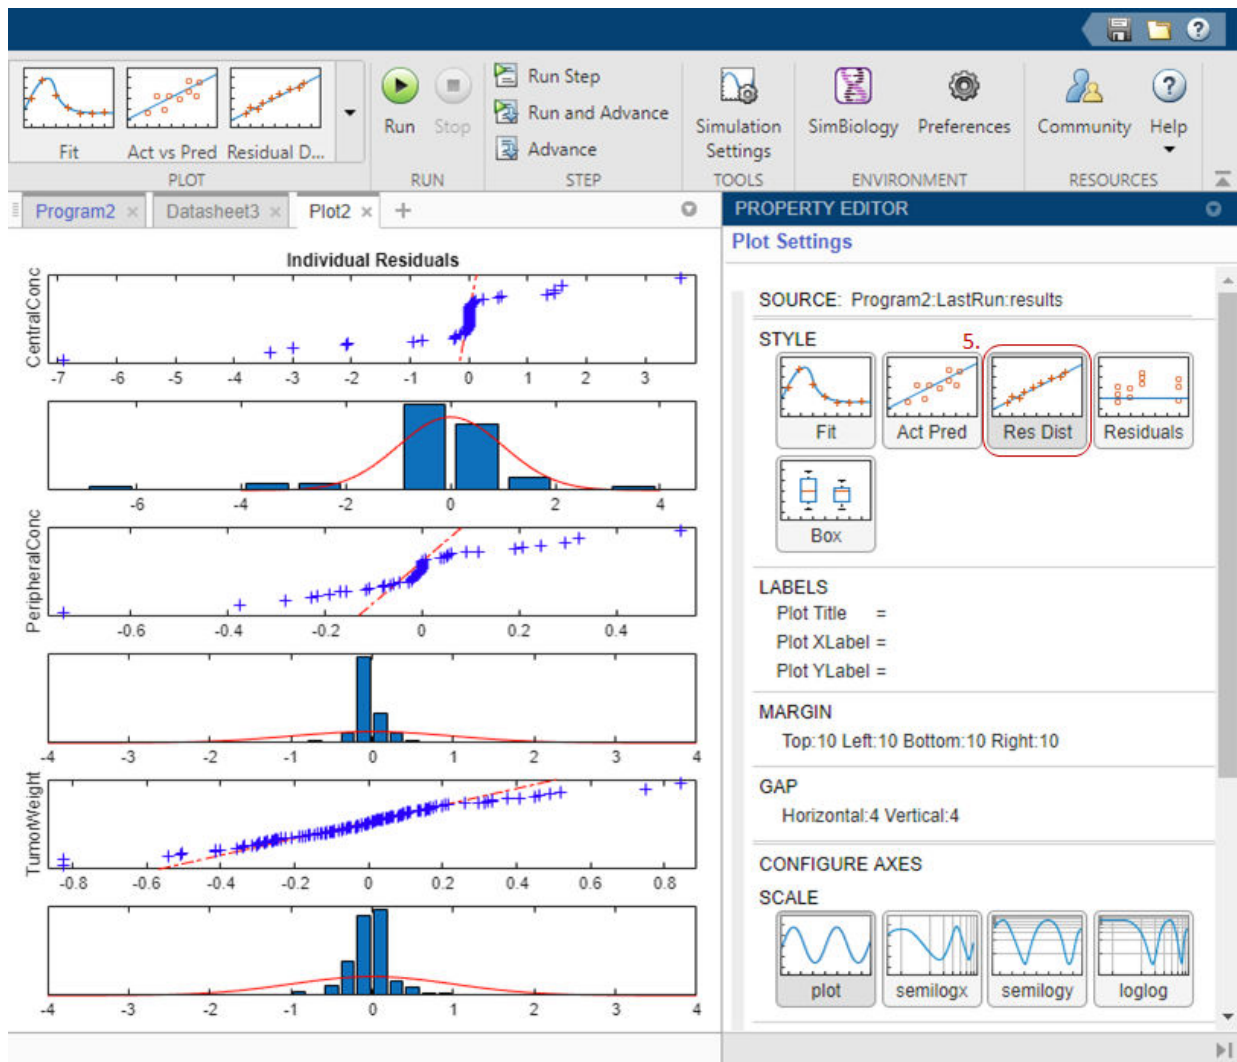 Run Step
Run and Advance
Advance
Run
Stop
Simulation
Settings
SimBiology
Preferences
Community
Help
Fit
Act vs Pred
Residual D...
PLOT
RUN
STEP
TOOLS
ENVIRONMENT
RESOURCES
Program2 ×
Datasheet3 ×
Plot2 ×
+
Individual Residuals
CentralConc
-7 -6 -5 -4 -3 -2 -1 0 1 2 3
-6 -4 -2 0 2 4
PeripheralConc
-0.6 -0.4 -0.2 0 0.2 0.4
-4 -3 -2 -1 0 1 2 3 4
TumorWeight
-0.8 -0.6 -0.4 -0.2 0 0.2 0.4 0.6 0.8
-4 -3 -2 -1 0 1 2 3 4
PROPERTY EDITOR
Plot Settings
SOURCE: Program2:LastRun:results
STYLE
5.
Fit
Act Pred
Res Dist
Residuals
Box
LABELS
Plot Title =
Plot XLabel =
Plot YLabel =
MARGIN
Top:10 Left:10 Bottom:10 Right:10
GAP
Horizontal:4 Vertical:4
CONFIGURE AXES
SCALE
plot
semilogx
semilogy
loglog